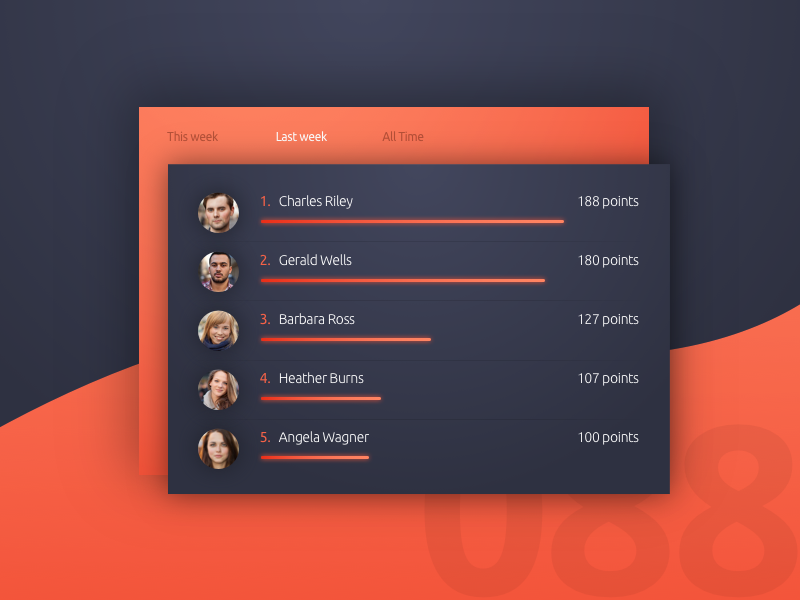 This week Last week All Time
1. Charles Riley 188 points
2. Gerald Wells 180 points
3. Barbara Ross 127 points
4. Heather Burns 107 points
5. Angela Wagner 100 points
088